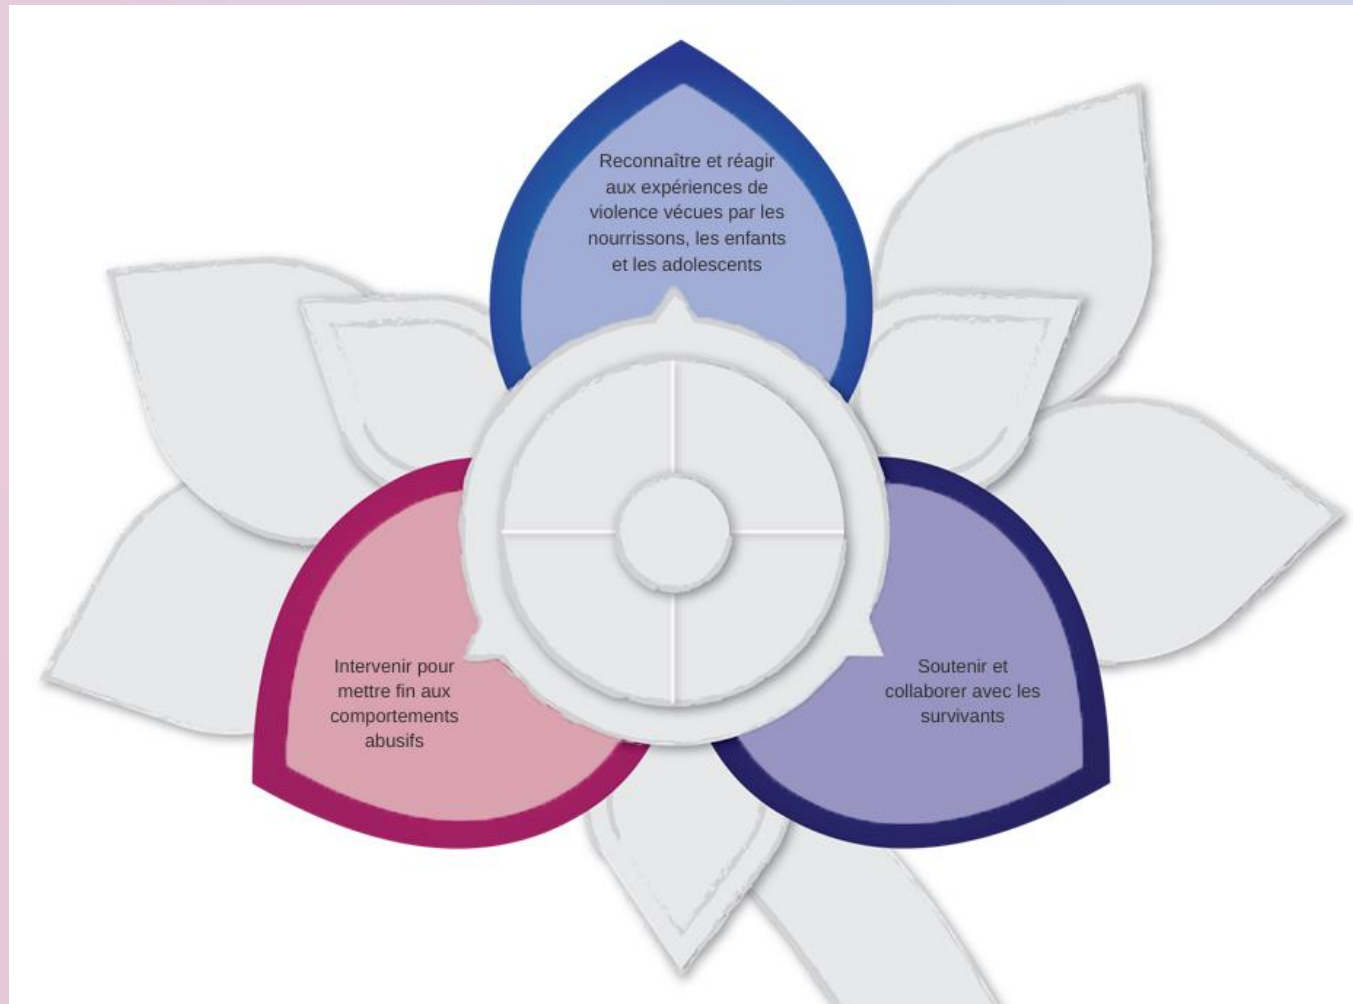 Reconnaître et réagir
aux expériences de
violence vécues par les
nourrissons, les enfants
et les adolescents
Intervenir pour
mettre fin aux
comportements
abusifs
Soutenir et
collaborer avec les
survivants